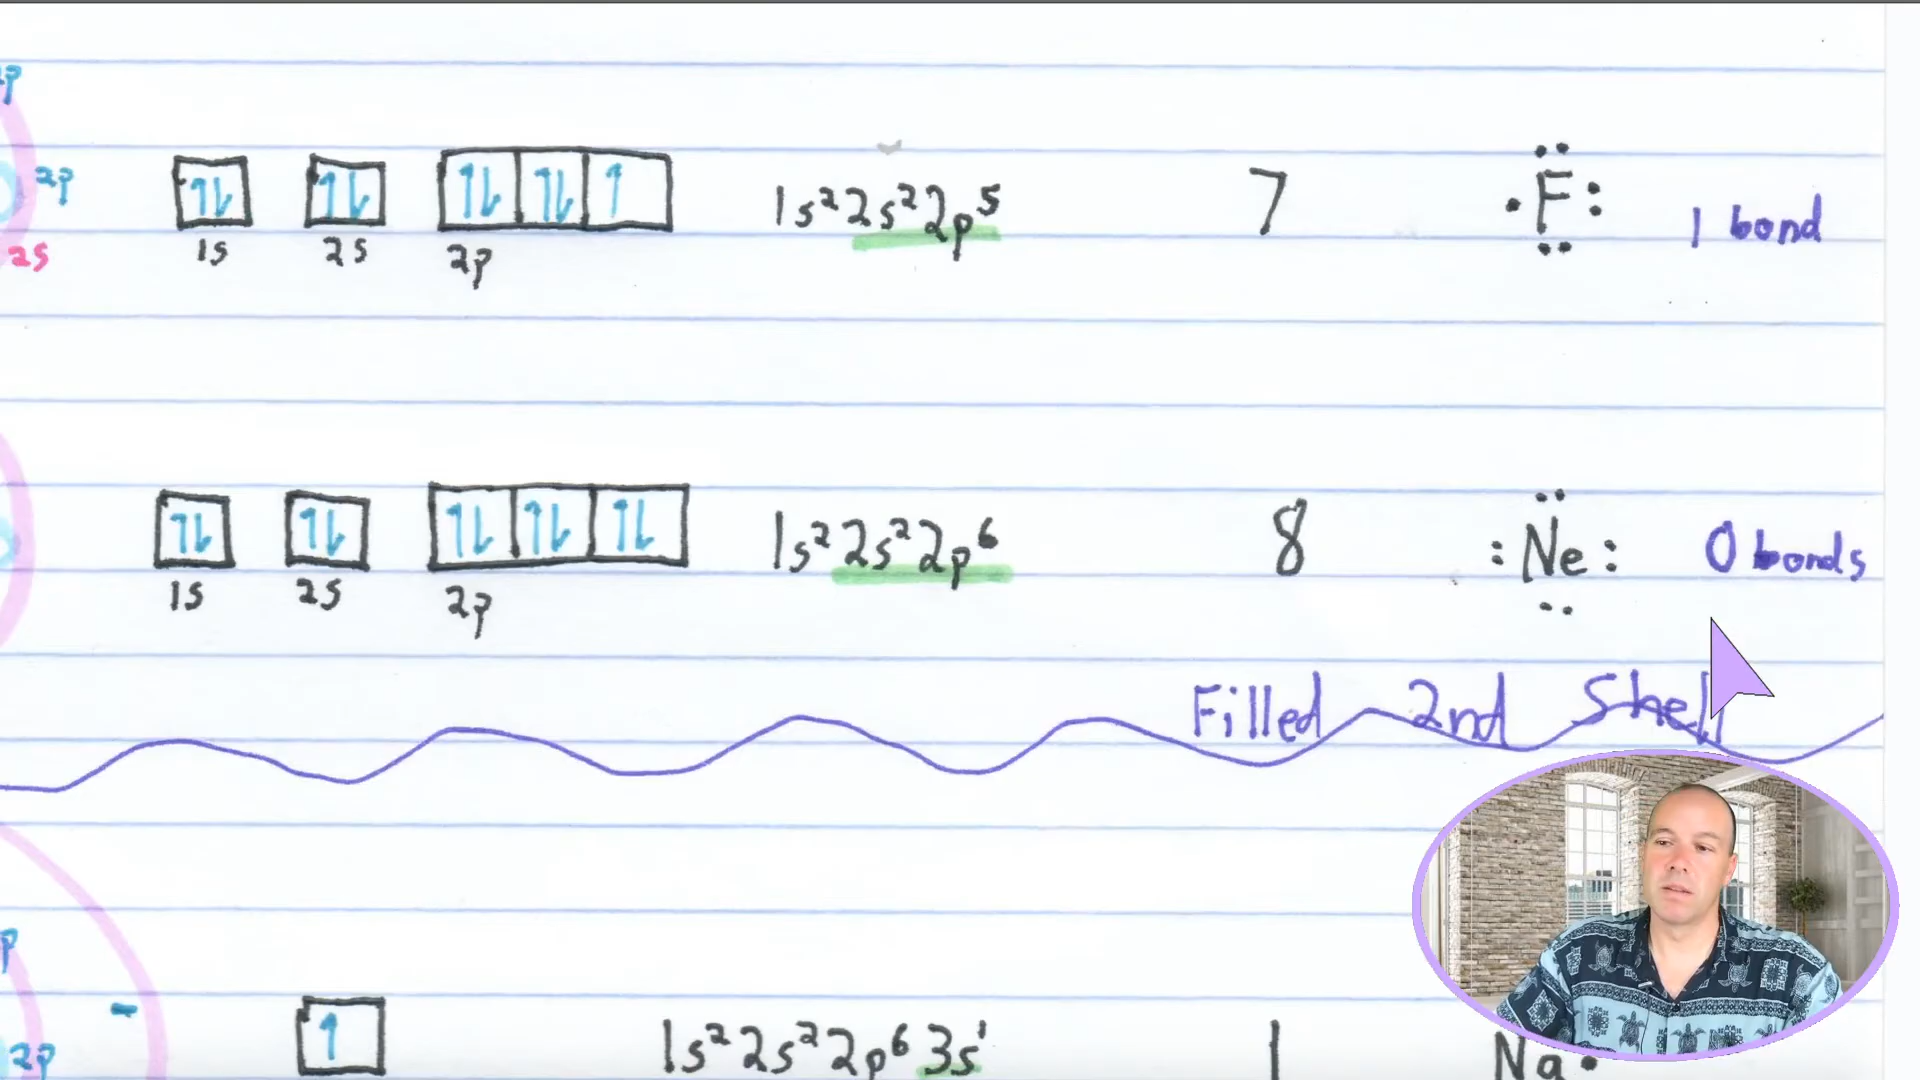 2p
2p
2s
↿⇂ ↿⇂ ↿⇂ ↿⇂ ↿ 1s²2s²2p⁵ 7 F 1 bond
1s 2s 2p
↿⇂ ↿⇂ ↿⇂ ↿⇂ ↿⇂ 1s²2s²2p⁶ 8 Ne 0 bonds
1s 2s 2p
Filled 2nd Shell
p
2p
↿ 1s²2s²2p⁶3s¹ 1 Na